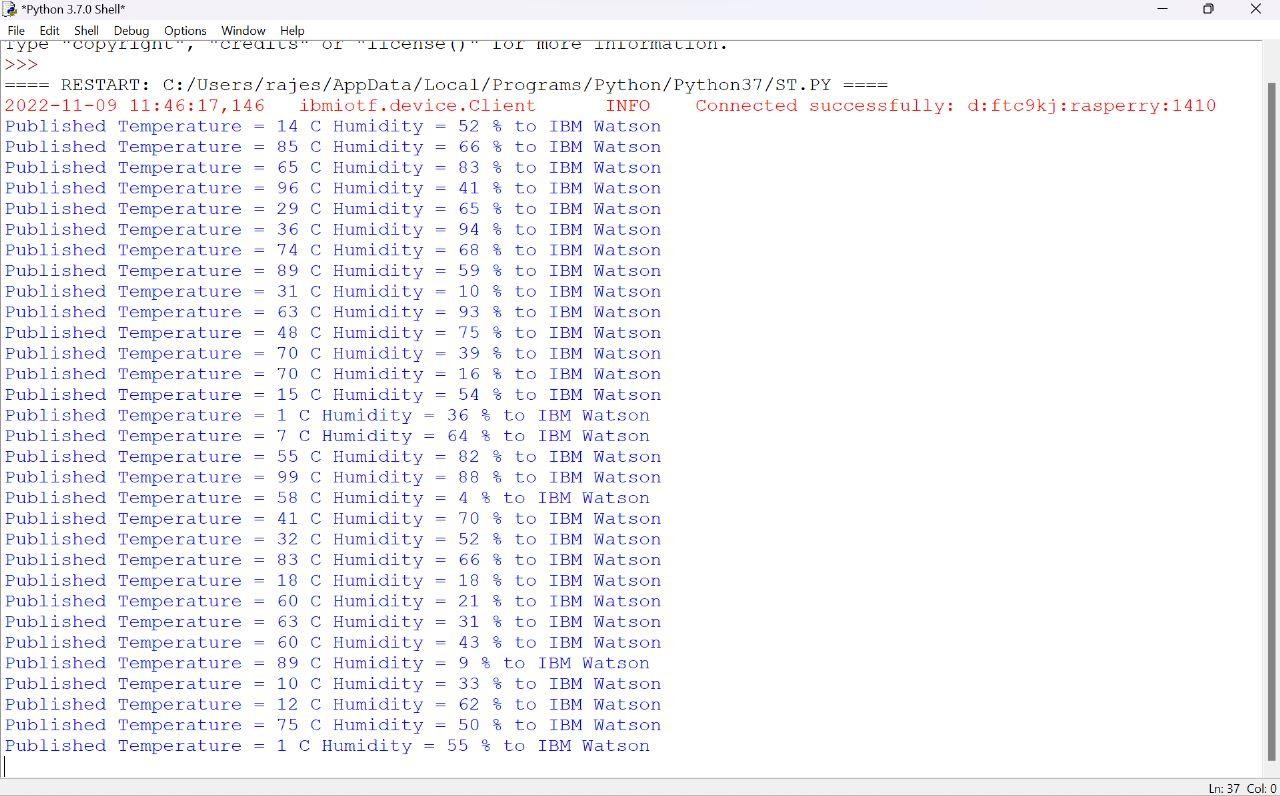 *Python 3.7.0 Shell*
File Edit Shell Debug Options Window Help
Type "copyright", "credits" or "license()" for more information.
>>>
==== RESTART: C:/Users/rajes/AppData/Local/Programs/Python/Python37/ST.PY ====
2022-11-09 11:46:17,146   ibmiotf.device.Client      INFO    Connected successfully: d:ftc9kj:rasperry:1410
Published Temperature = 14 C Humidity = 52 % to IBM Watson
Published Temperature = 85 C Humidity = 66 % to IBM Watson
Published Temperature = 65 C Humidity = 83 % to IBM Watson
Published Temperature = 96 C Humidity = 41 % to IBM Watson
Published Temperature = 29 C Humidity = 65 % to IBM Watson
Published Temperature = 36 C Humidity = 94 % to IBM Watson
Published Temperature = 74 C Humidity = 68 % to IBM Watson
Published Temperature = 89 C Humidity = 59 % to IBM Watson
Published Temperature = 31 C Humidity = 10 % to IBM Watson
Published Temperature = 63 C Humidity = 93 % to IBM Watson
Published Temperature = 48 C Humidity = 75 % to IBM Watson
Published Temperature = 70 C Humidity = 39 % to IBM Watson
Published Temperature = 70 C Humidity = 16 % to IBM Watson
Published Temperature = 15 C Humidity = 54 % to IBM Watson
Published Temperature = 1 C Humidity = 36 % to IBM Watson
Published Temperature = 7 C Humidity = 64 % to IBM Watson
Published Temperature = 55 C Humidity = 82 % to IBM Watson
Published Temperature = 99 C Humidity = 88 % to IBM Watson
Published Temperature = 58 C Humidity = 4 % to IBM Watson
Published Temperature = 41 C Humidity = 70 % to IBM Watson
Published Temperature = 32 C Humidity = 52 % to IBM Watson
Published Temperature = 83 C Humidity = 66 % to IBM Watson
Published Temperature = 18 C Humidity = 18 % to IBM Watson
Published Temperature = 60 C Humidity = 21 % to IBM Watson
Published Temperature = 63 C Humidity = 31 % to IBM Watson
Published Temperature = 60 C Humidity = 43 % to IBM Watson
Published Temperature = 89 C Humidity = 9 % to IBM Watson
Published Temperature = 10 C Humidity = 33 % to IBM Watson
Published Temperature = 12 C Humidity = 62 % to IBM Watson
Published Temperature = 75 C Humidity = 50 % to IBM Watson
Published Temperature = 1 C Humidity = 55 % to IBM Watson
Ln: 37 Col: 0